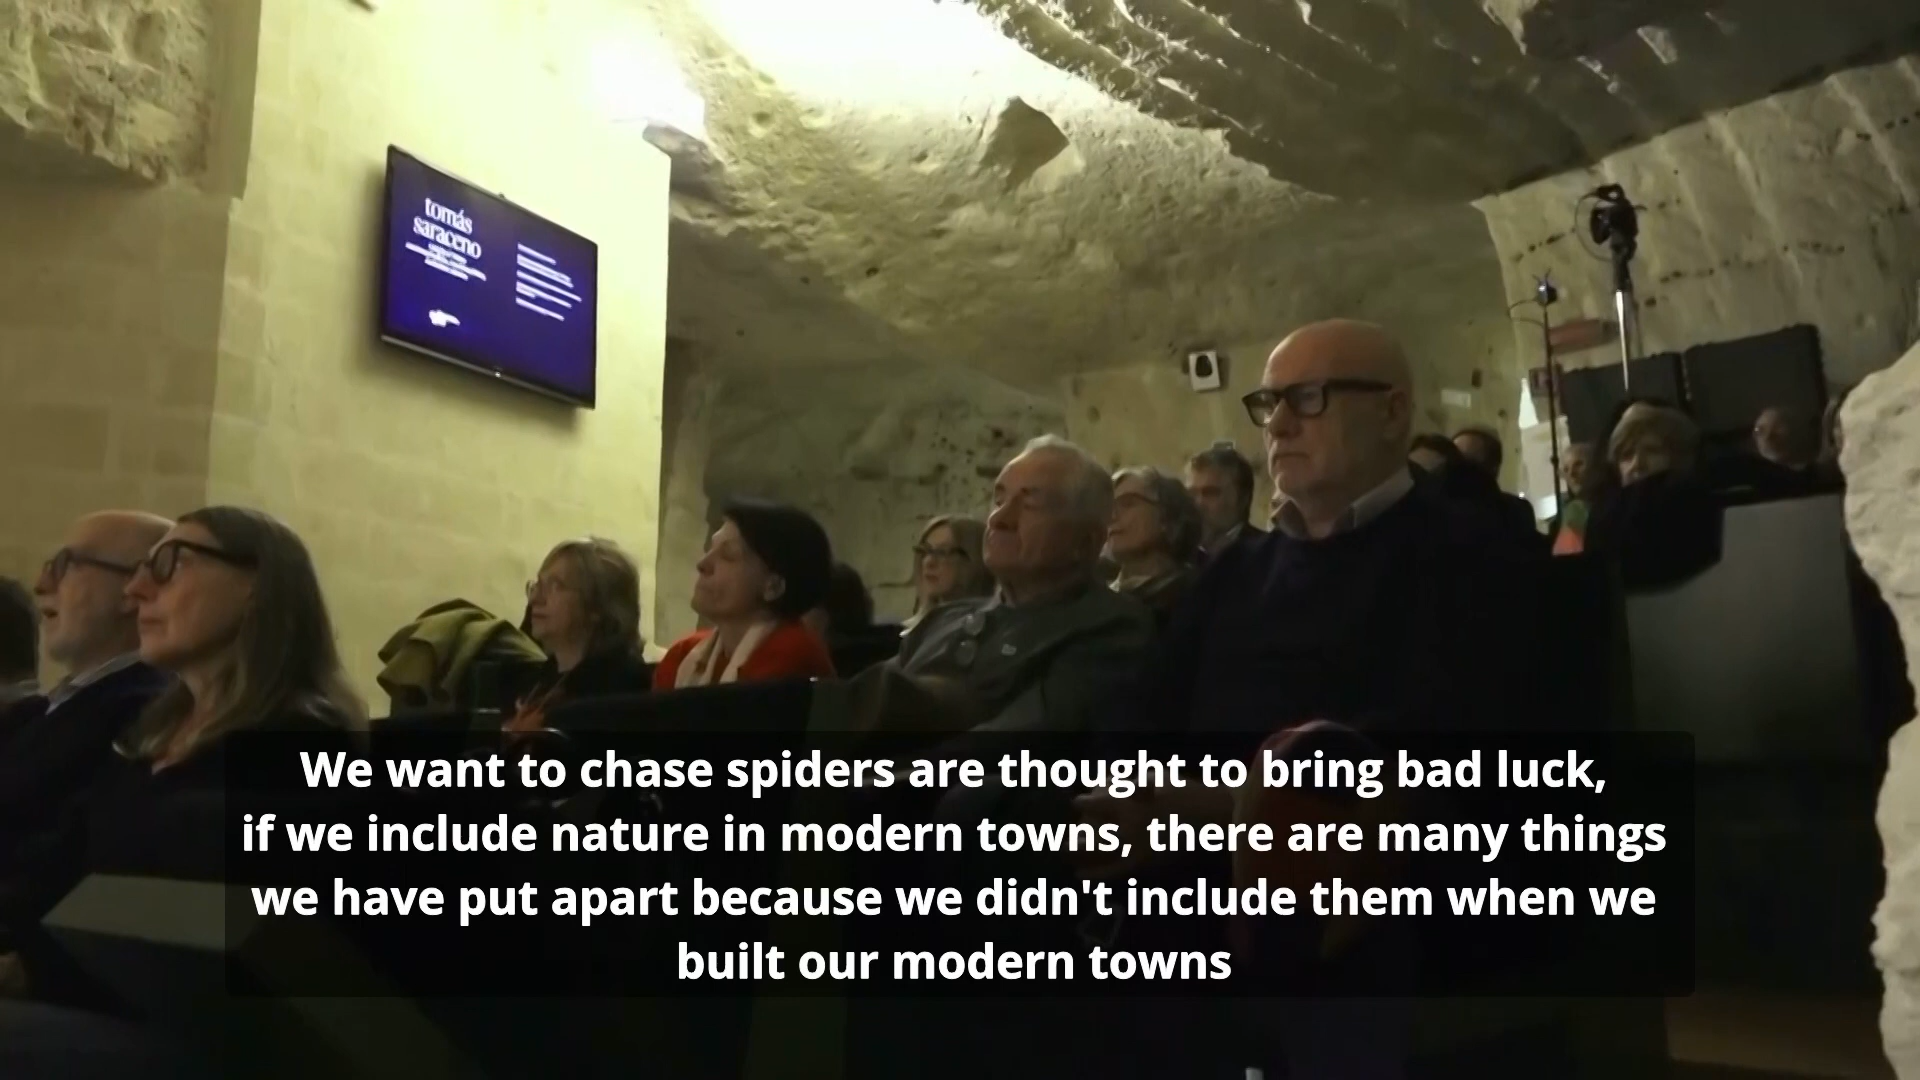 tomás
saraceno
We want to chase spiders are thought to bring bad luck,
if we include nature in modern towns, there are many things
we have put apart because we didn't include them when we
built our modern towns